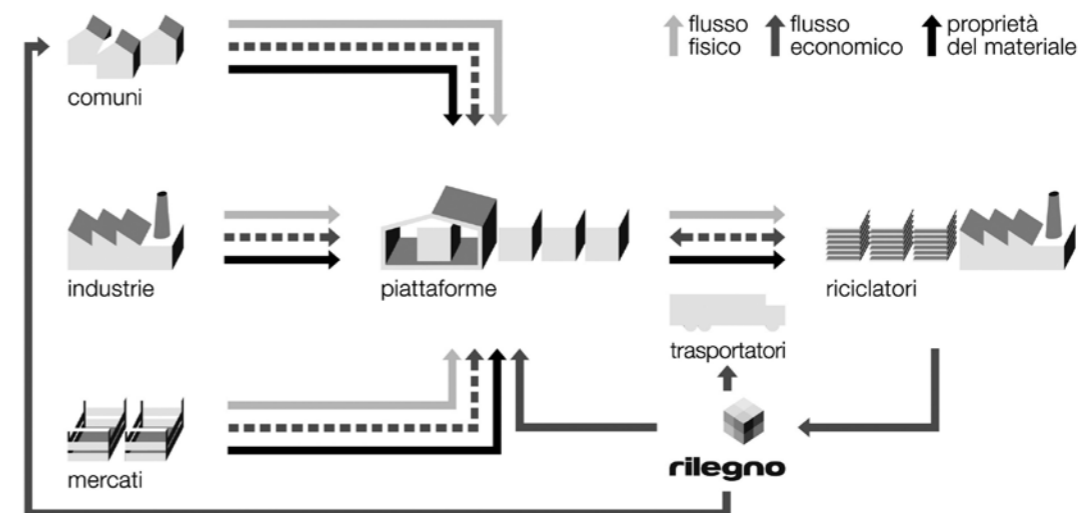 flusso
fisico
flusso
economico
proprietà
del materiale
comuni
industrie
piattaforme
riciclatori
trasportatori
mercati
rilegno